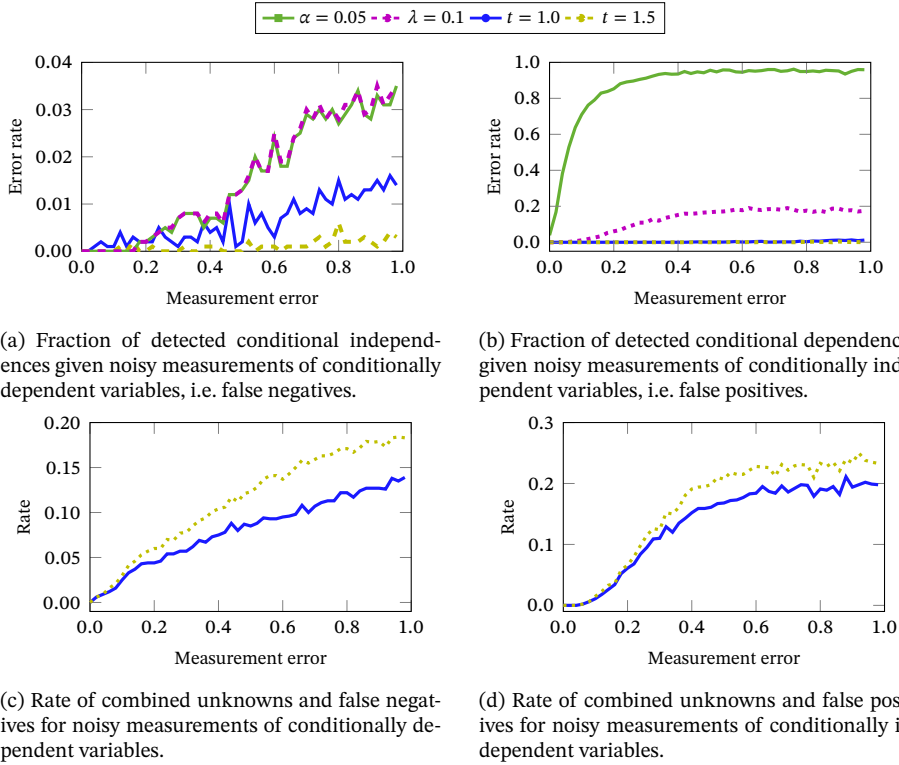 α = 0.05 λ = 0.1 t = 1.0 t = 1.5
0.04
0.03
0.02
0.01
0.00
Error rate
0.0 0.2 0.4 0.6 0.8 1.0
Measurement error
(a) Fraction of detected conditional independ-
ences given noisy measurements of conditionally
dependent variables, i.e. false negatives.
1.0
0.8
0.6
0.4
0.2
0.0
Error rate
0.0 0.2 0.4 0.6 0.8 1.0
Measurement error
(b) Fraction of detected conditional dependenc
given noisy measurements of conditionally ind
pendent variables, i.e. false positives.
0.20
0.15
0.10
0.05
0.00
Rate
0.0 0.2 0.4 0.6 0.8 1.0
Measurement error
(c) Rate of combined unknowns and false negat-
ives for noisy measurements of conditionally de-
pendent variables.
0.3
0.2
0.1
0.0
Rate
0.0 0.2 0.4 0.6 0.8 1.0
Measurement error
(d) Rate of combined unknowns and false pos
ives for noisy measurements of conditionally i
dependent variables.